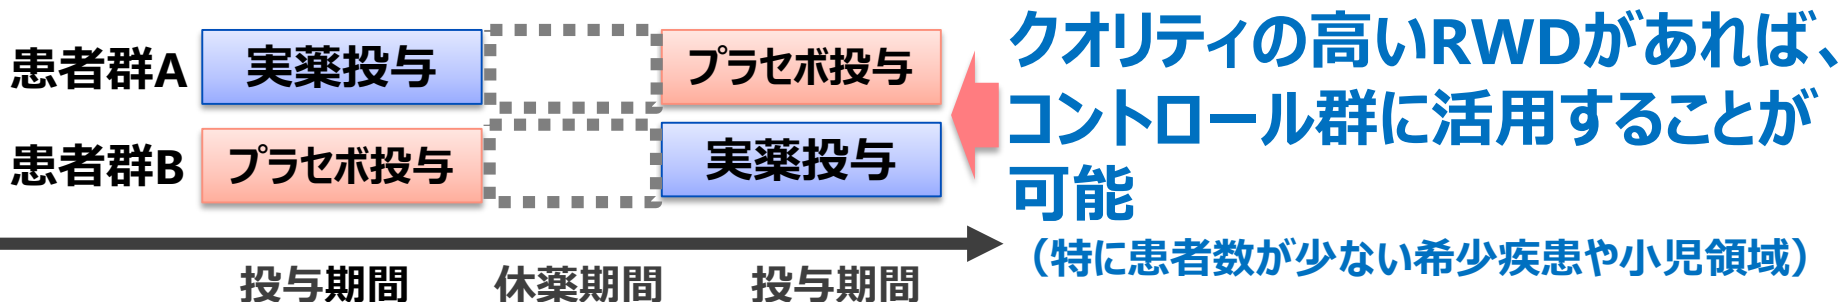 患者群A 実薬投与 プラセボ投与
患者群B プラセボ投与 実薬投与
投与期間 休薬期間 投与期間
クオリティの高いRWDがあれば、
コントロール群に活用することが
可能
（特に患者数が少ない希少疾患や小児領域）